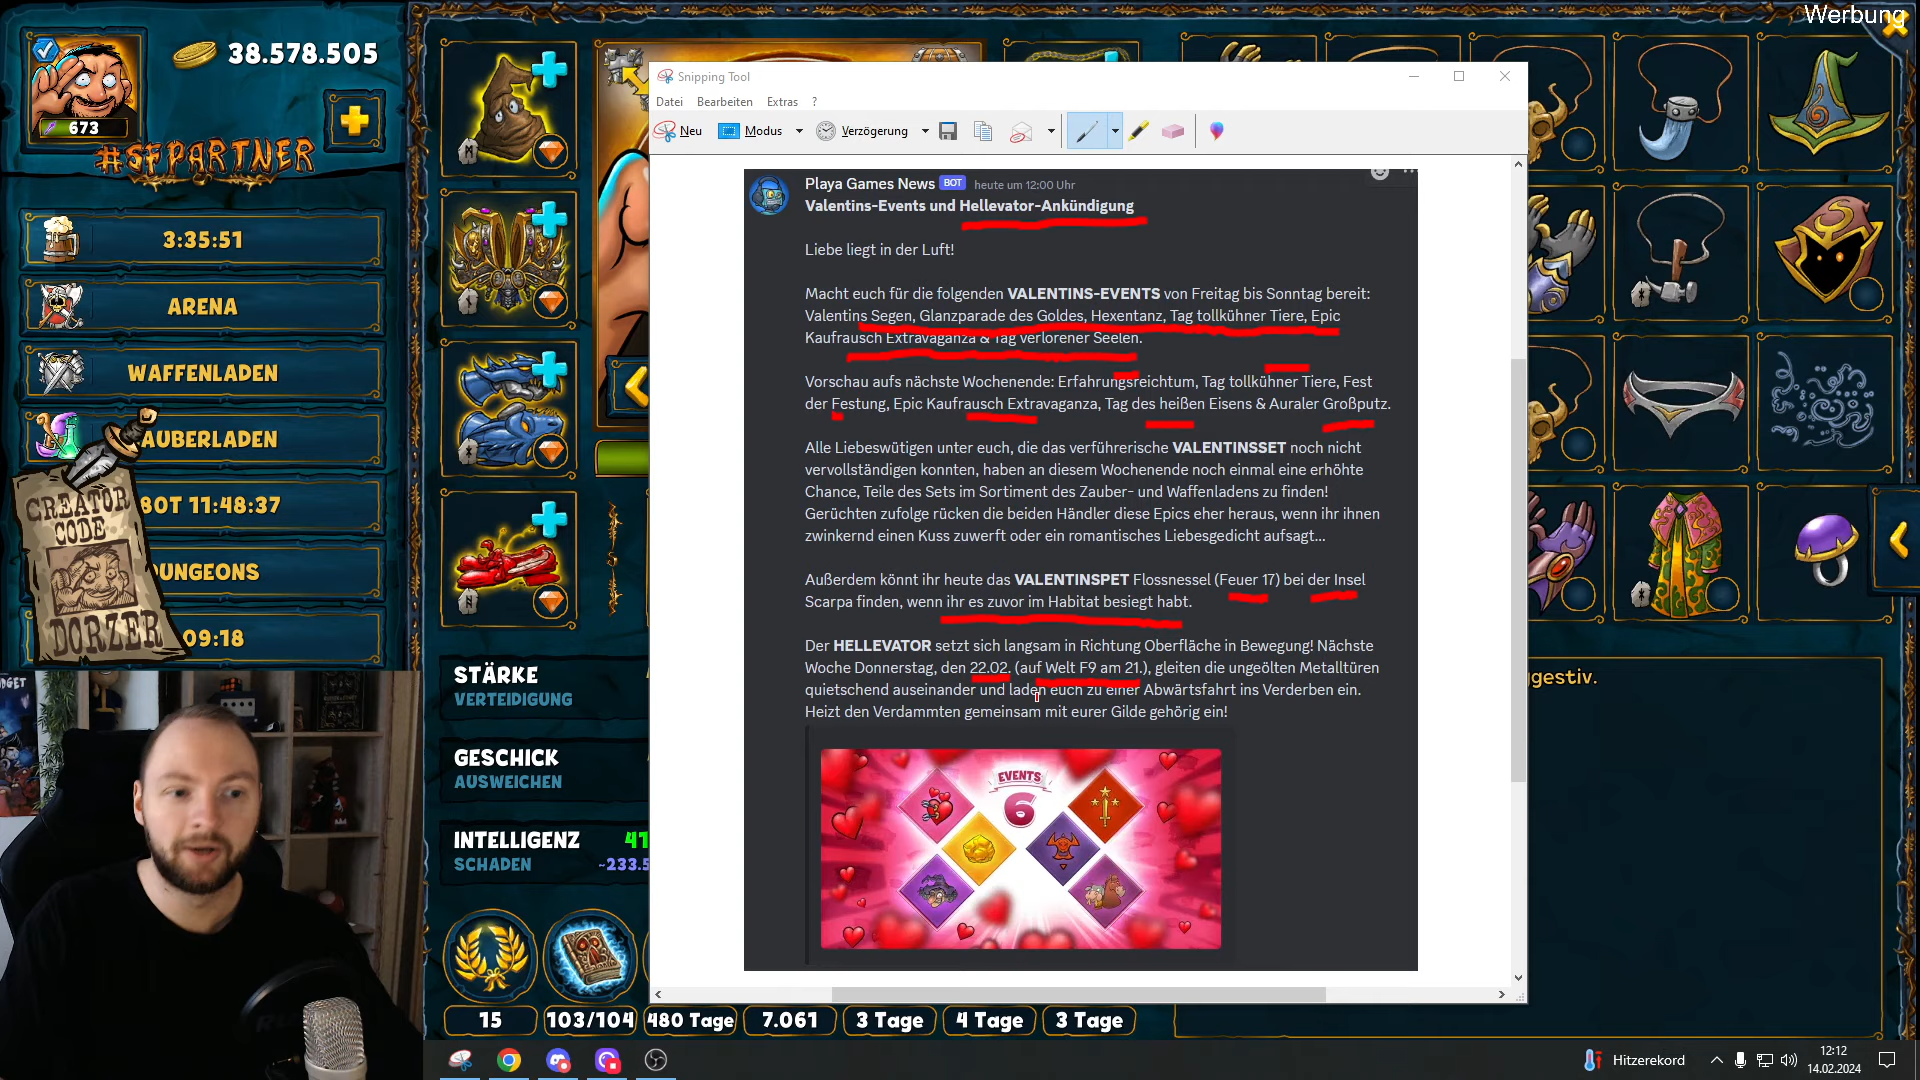 Werbung
38.578.505
673
#SFPARTNER
3:35:51
ARENA
WAFFENLADEN
AUBERLADEN
BOT 11:48:37
UNGEONS
09:18
CREATOR
CODE
DORZER
STÄRKE
VERTEIDIGUNG
GESCHICK
AUSWEICHEN
INTELLIGENZ
SCHADEN
~233.5
15
103/104
480 Tage
7.061
3 Tage
4 Tage
3 Tage
Snipping Tool
Datei Bearbeiten Extras ?
Neu Modus Verzögerung
Playa Games News BOT heute um 12:00 Uhr
Valentins-Events und Hellevator-Ankündigung
Liebe liegt in der Luft!
Macht euch für die folgenden VALENTINS-EVENTS von Freitag bis Sonntag bereit:
Valentins Segen, Glanzparade des Goldes, Hexentanz, Tag tollkühner Tiere, Epic
Kaufrausch Extravaganza & Tag verlorener Seelen.
Vorschau aufs nächste Wochenende: Erfahrungsreichtum, Tag tollkühner Tiere, Fest
der Festung, Epic Kaufrausch Extravaganza, Tag des heißen Eisens & Auraler Großputz.
Alle Liebeswütigen unter euch, die das verführerische VALENTINSSET noch nicht
vervollständigen konnten, haben an diesem Wochenende noch einmal eine erhöhte
Chance, Teile des Sets im Sortiment des Zauber- und Waffenladens zu finden!
Gerüchten zufolge rücken die beiden Händler diese Epics eher heraus, wenn ihr ihnen
zwinkernd einen Kuss zuwerft oder ein romantisches Liebesgedicht aufsagt...
Außerdem könnt ihr heute das VALENTINSPET Flossnessel (Feuer 17) bei der Insel
Scarpa finden, wenn ihr es zuvor im Habitat besiegt habt.
Der HELLEVATOR setzt sich langsam in Richtung Oberfläche in Bewegung! Nächste
Woche Donnerstag, den 22.02. (auf Welt F9 am 21.), gleiten die ungeölten Metalltüren
quietschend auseinander und laden euch zu einer Abwärtsfahrt ins Verderben ein.
Heizt den Verdammten gemeinsam mit eurer Gilde gehörig ein!
EVENTS
6
ggestiv.
Hitzerekord
12:12
14.02.2024